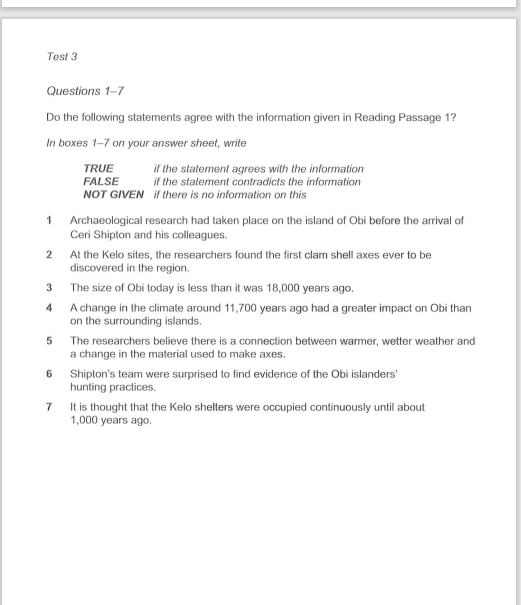 Test 3
Questions 1–7
Do the following statements agree with the information given in Reading Passage 1?
In boxes 1–7 on your answer sheet, write
TRUE if the statement agrees with the information
FALSE if the statement contradicts the information
NOT GIVEN if there is no information on this
1 Archaeological research had taken place on the island of Obi before the arrival of
Ceri Shipton and his colleagues.
2 At the Kelo sites, the researchers found the first clam shell axes ever to be
discovered in the region.
3 The size of Obi today is less than it was 18,000 years ago.
4 A change in the climate around 11,700 years ago had a greater impact on Obi than
on the surrounding islands.
5 The researchers believe there is a connection between warmer, wetter weather and
a change in the material used to make axes.
6 Shipton's team were surprised to find evidence of the Obi islanders'
hunting practices.
7 It is thought that the Kelo shelters were occupied continuously until about
1,000 years ago.